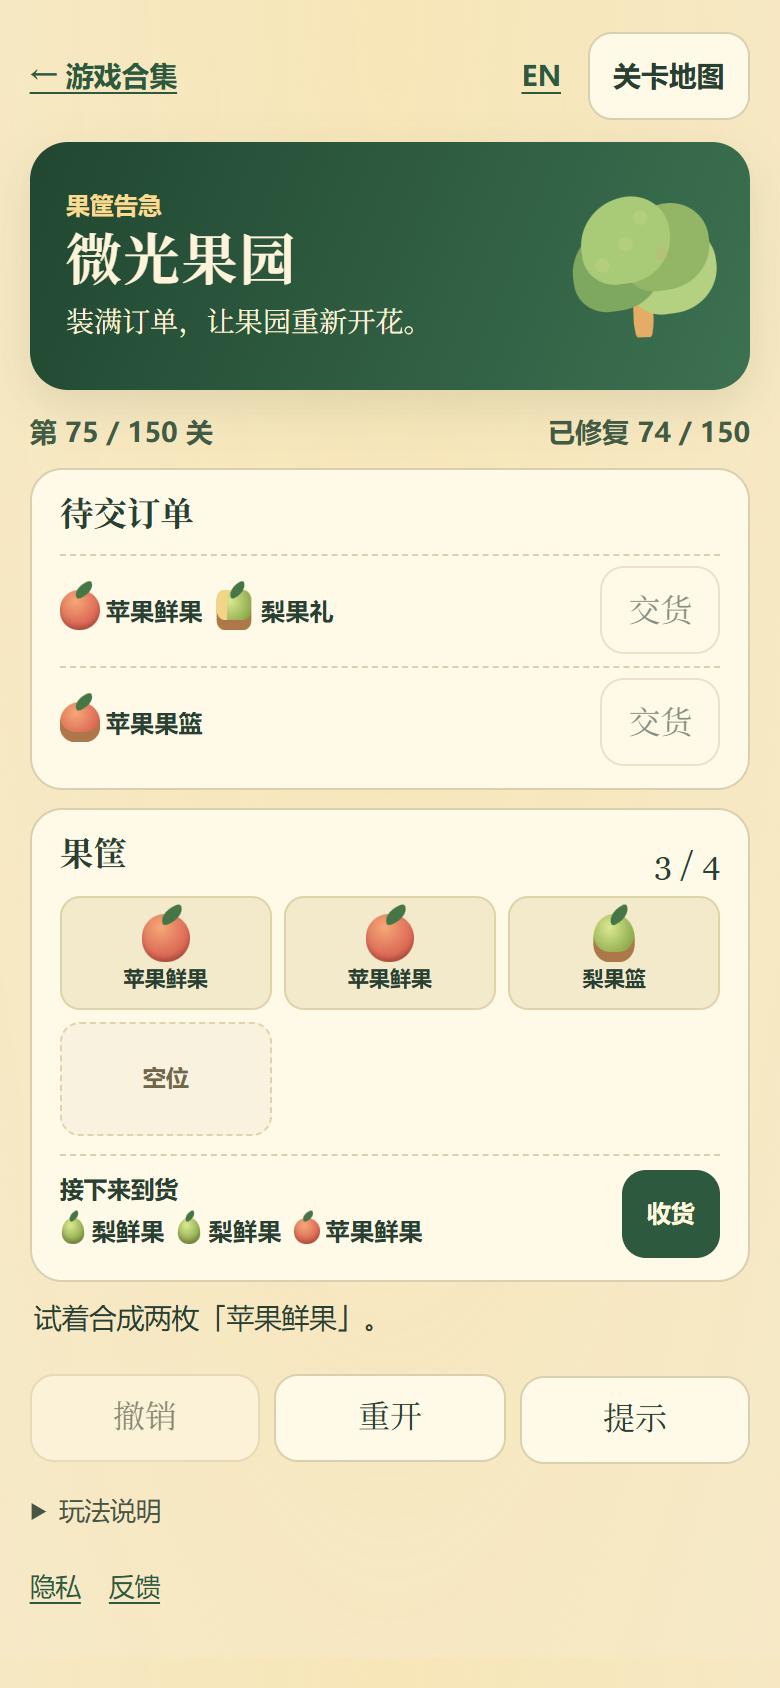 ← 游戏合集 EN 关卡地图
果筐告急
微光果园
装满订单，让果园重新开花。
第 75 / 150 关 已修复 74 / 150
待交订单
苹果鲜果 梨果礼 交货
苹果果篮 交货
果筐 3 / 4
苹果鲜果 苹果鲜果 梨果篮
空位
接下来到货
梨鲜果 梨鲜果 苹果鲜果 收货
试着合成两枚「苹果鲜果」。
撤销 重开 提示
▶ 玩法说明
隐私 反馈